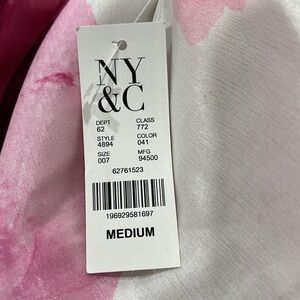 NY
&C
DEPT CLASS
62 772
STYLE COLOR
4894 041
SIZE MFG
007 94500
62761523
196929581697
MEDIUM